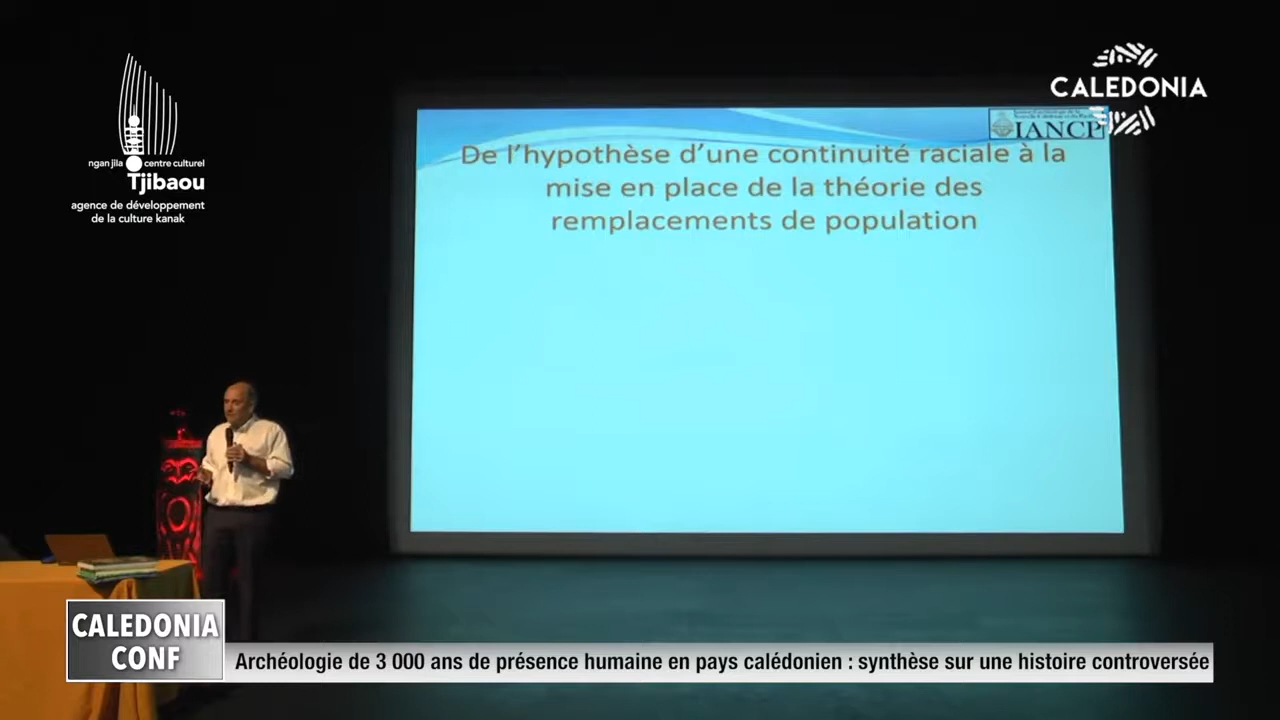 ngan jila centre culturel
Tjibaou
agence de développement
de la culture kanak
CALEDONIA
IANCP
De l’hypothèse d’une continuité raciale à la
mise en place de la théorie des
remplacements de population
CALEDONIA
CONF
Archéologie de 3 000 ans de présence humaine en pays calédonien : synthèse sur une histoire controversée